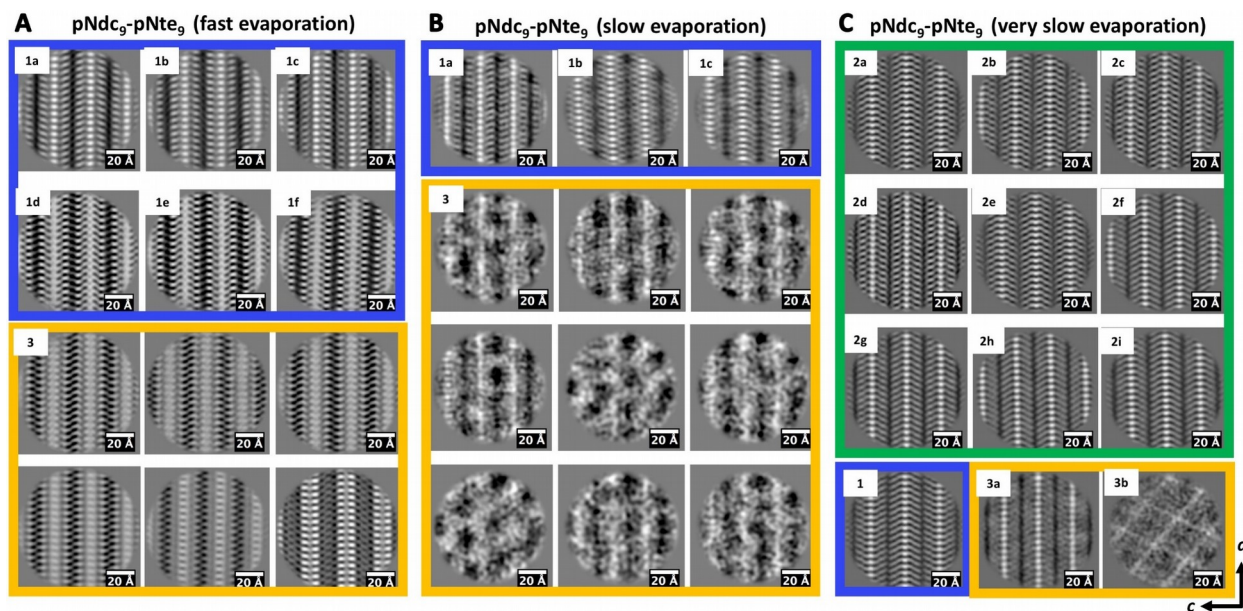 A B C
pNdc₉-pNte₉ (fast evaporation) pNdc₉-pNte₉ (slow evaporation) pNdc₉-pNte₉ (very slow evaporation)
1a 1b 1c 1a 1b 1c 2a 2b 2c
20 Å 20 Å 20 Å 20 Å 20 Å 20 Å 20 Å 20 Å 20 Å
1d 1e 1f 3 2d 2e 2f
20 Å 20 Å 20 Å 20 Å 20 Å 20 Å 20 Å 20 Å 20 Å
3 2g 2h 2i
20 Å 20 Å 20 Å 20 Å 20 Å 20 Å 20 Å 20 Å 20 Å
1 3a 3b
20 Å 20 Å 20 Å 20 Å 20 Å 20 Å 20 Å 20 Å 20 Å
c